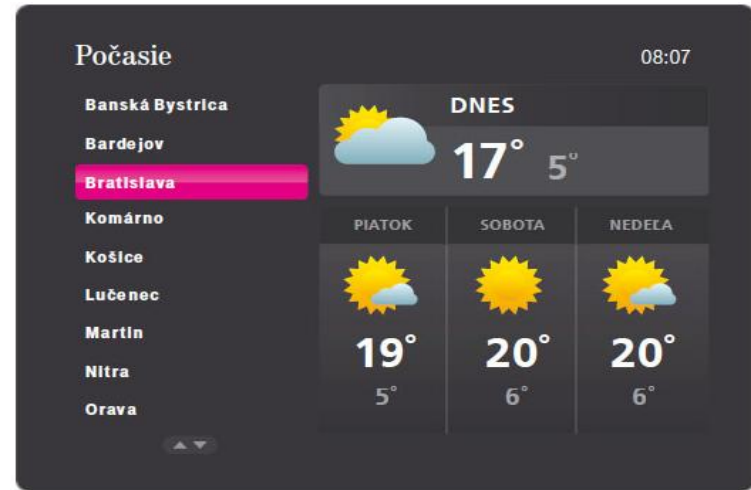 Počasie
08:07
Banská Bystrica
Bardejov
Bratislava
Komárno
Košice
Lučenec
Martin
Nitra
Orava
DNES
17° 5°
PIATOK SOBOTA NEDEĽA
19° 20° 20°
5° 6° 6°